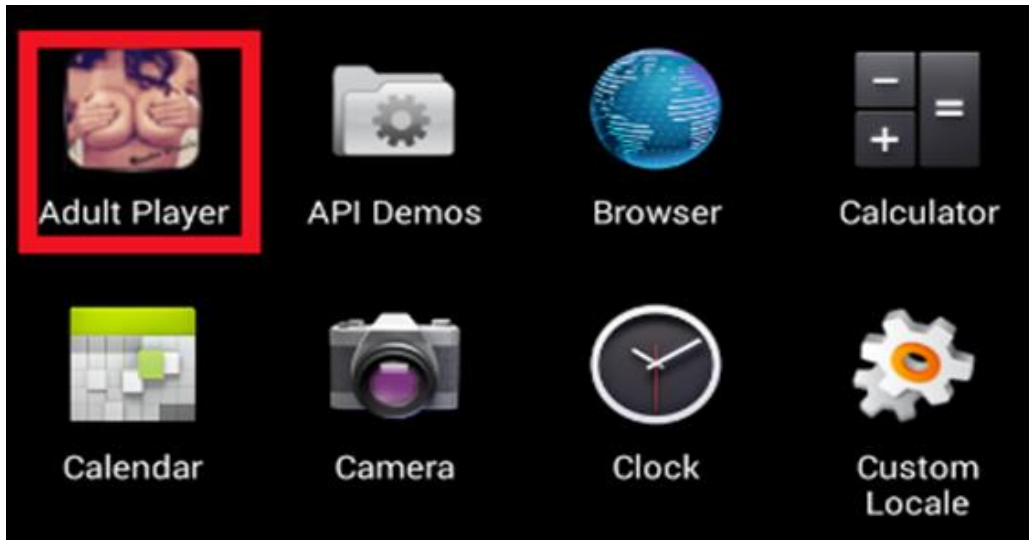 Adult Player
API Demos
Browser
Calculator
Calendar
Camera
Clock
Custom
Locale